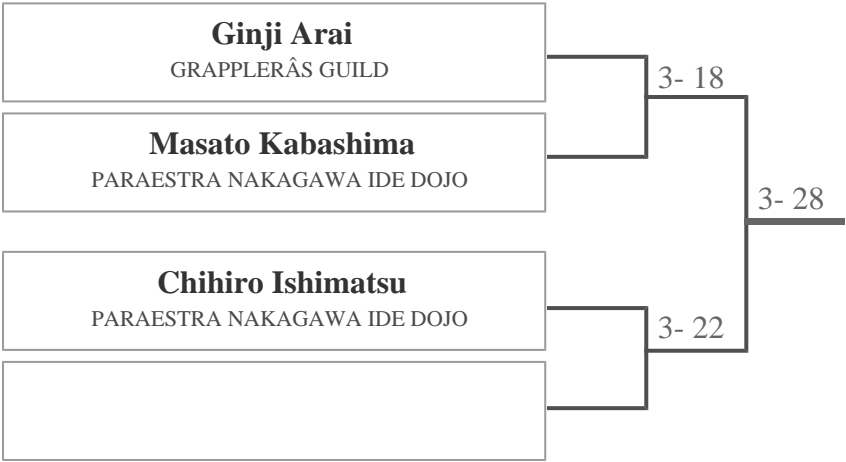 Ginji Arai
GRAPPLERÂS GUILD
3- 18
Masato Kabashima
PARAESTRA NAKAGAWA IDE DOJO
3- 28
Chihiro Ishimatsu
PARAESTRA NAKAGAWA IDE DOJO
3- 22